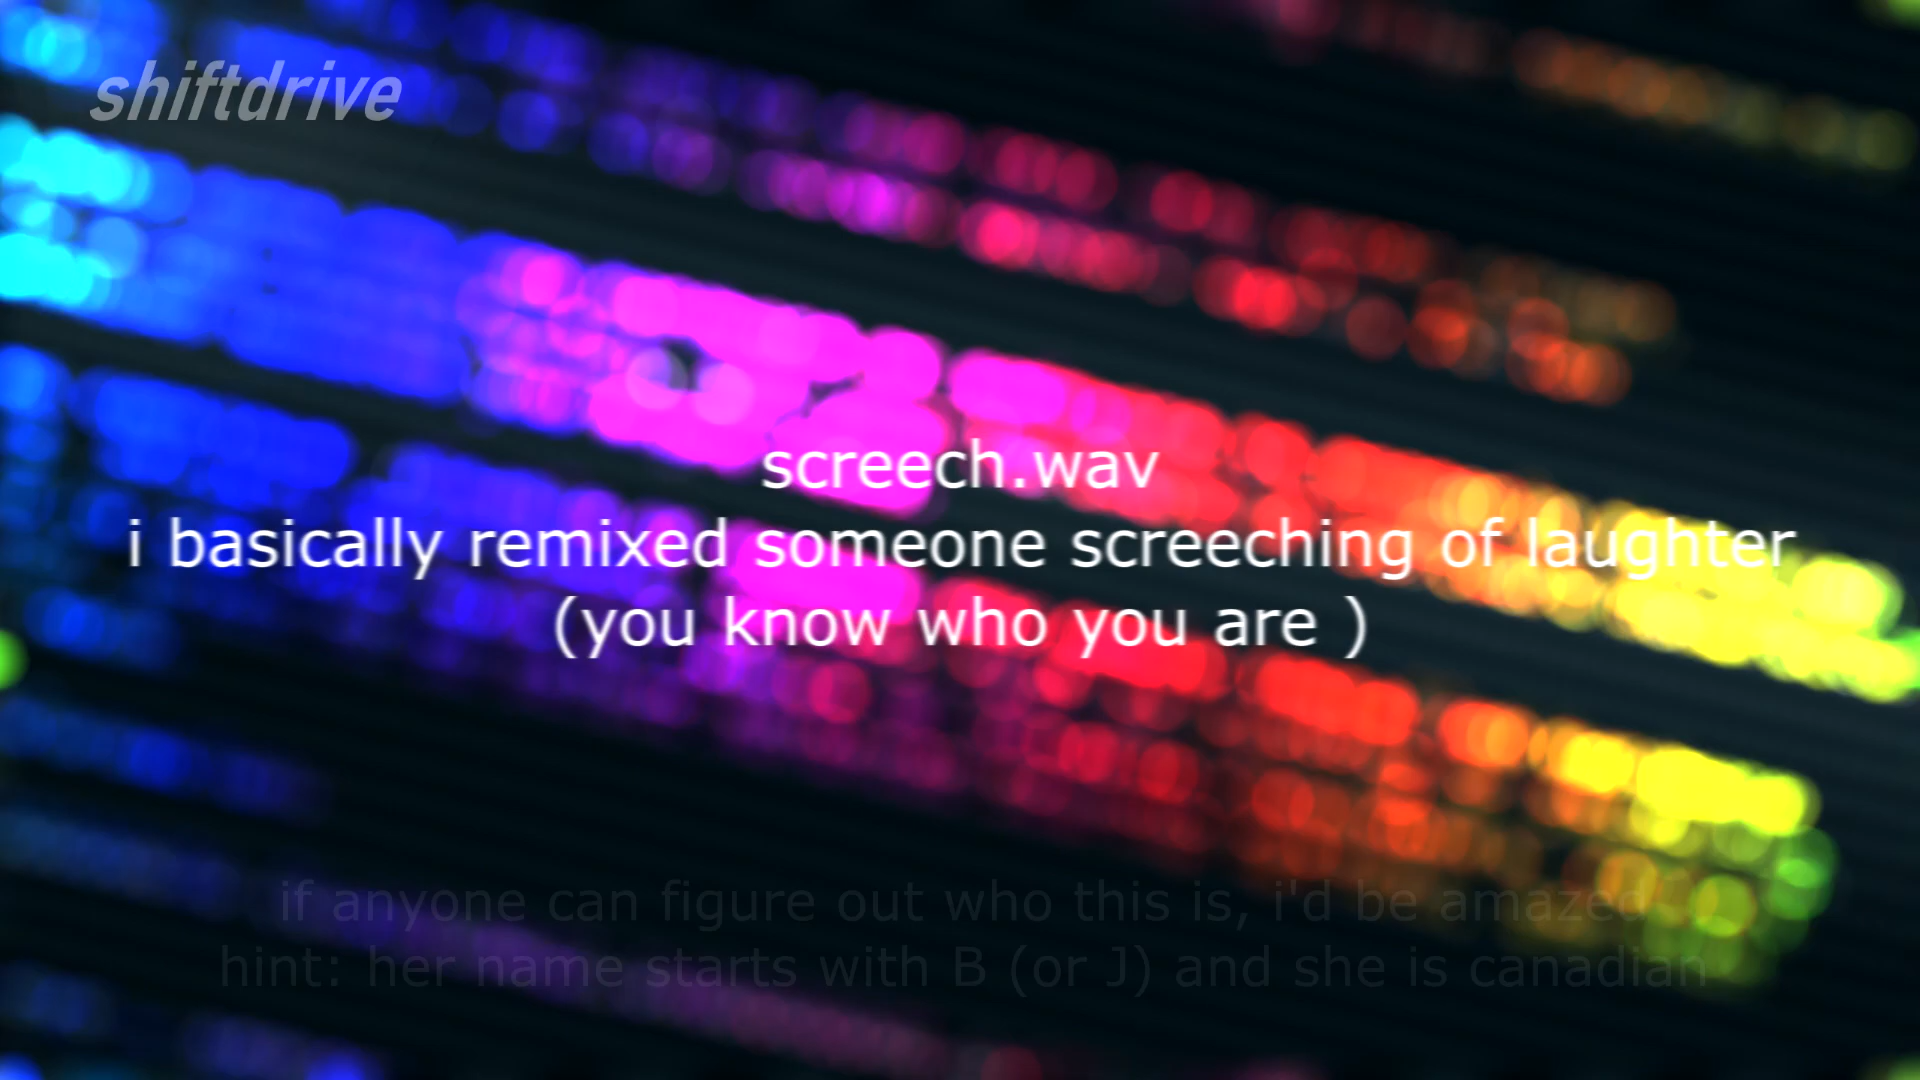 shiftdrive
screech.wav
i basically remixed someone screeching of laughter
(you know who you are )
if anyone can figure out who this is, i'd be amazed
hint: her name starts with B (or J) and she is canadian